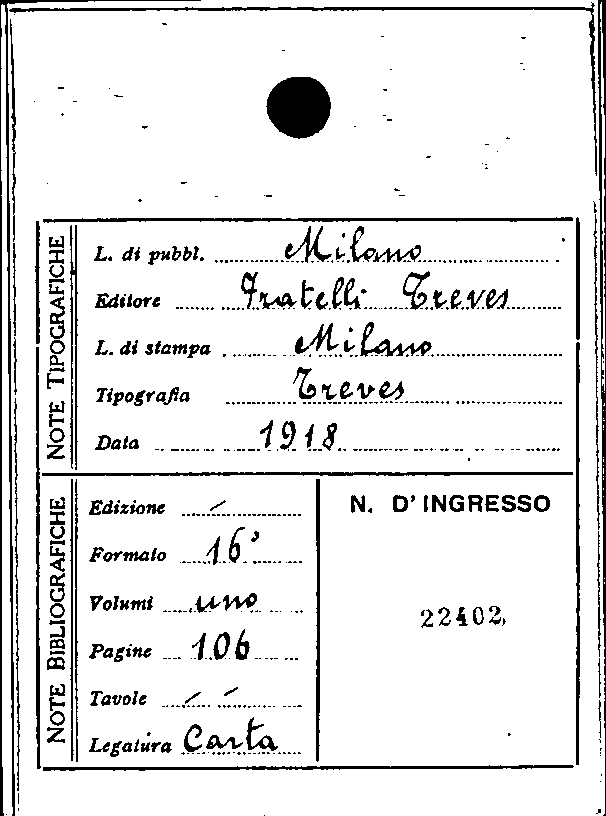 NOTE TIPOGRAFICHE
L. di pubbl. Milano
Editore Fratelli Treves
L. di stampa Milano
Tipografia Treves
Data 1918
NOTE BIBLIOGRAFICHE
Edizione /
Formato 16°
Volumi uno
Pagine 106
Tavole / /
Legatura Carta
N. D'INGRESSO
22402,